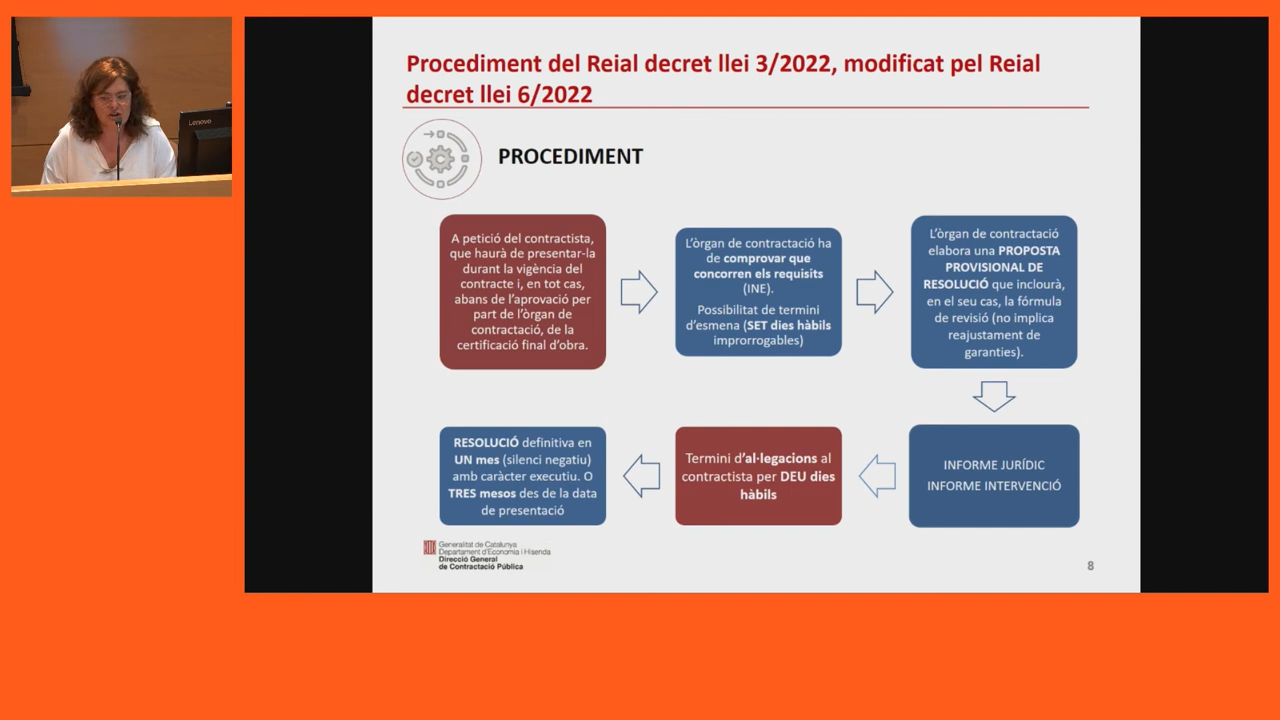 Lenovo
Procediment del Reial decret llei 3/2022, modificat pel Reial
decret llei 6/2022
PROCEDIMENT
A petició del contractista,
que haurà de presentar-la
durant la vigència del
contracte i, en tot cas,
abans de l'aprovació per
part de l'òrgan de
contractació, de la
certificació final d'obra.
L'òrgan de contractació ha
de comprovar que
concorren els requisits
(INE).
Possibilitat de termini
d'esmena (SET dies hàbils
improrrogables)
L'òrgan de contractació
elabora una PROPOSTA
PROVISIONAL DE
RESOLUCIÓ que inclourà,
en el seu cas, la fórmula
de revisió (no implica
reajustament de
garanties).
INFORME JURÍDIC
INFORME INTERVENCIÓ
Termini d'al·legacions al
contractista per DEU dies
hàbils
RESOLUCIÓ definitiva en
UN mes (silenci negatiu)
amb caràcter executiu. O
TRES mesos des de la data
de presentació
Generalitat de Catalunya
Departament d'Economia i Hisenda
Direcció General
de Contractació Pública
8